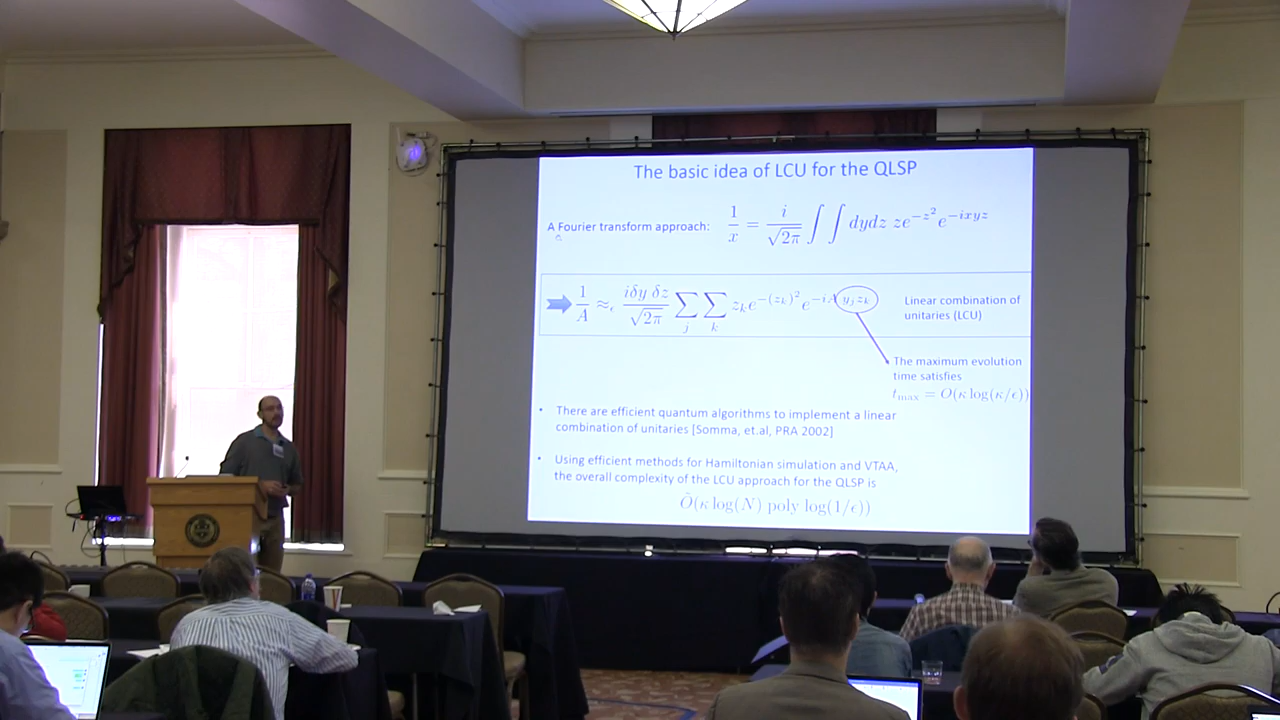 The basic idea of LCU for the QLSP
A Fourier transform approach: 1/x = i/√2π ∫∫ dydz ze^{-z^2} e^{-ixyz}
1/A ≈_ϵ iδy δz/√2π ∑_j ∑_k z_k e^{-(z_k)^2} e^{-iA y_j z_k}
Linear combination of
unitaries (LCU)
The maximum evolution
time satisfies
t_max = O(κ log(κ/ϵ))
• There are efficient quantum algorithms to implement a linear
combination of unitaries [Somma, et.al, PRA 2002]
• Using efficient methods for Hamiltonian simulation and VTAA,
the overall complexity of the LCU approach for the QLSP is
Õ(κ log(N) poly log(1/ϵ))